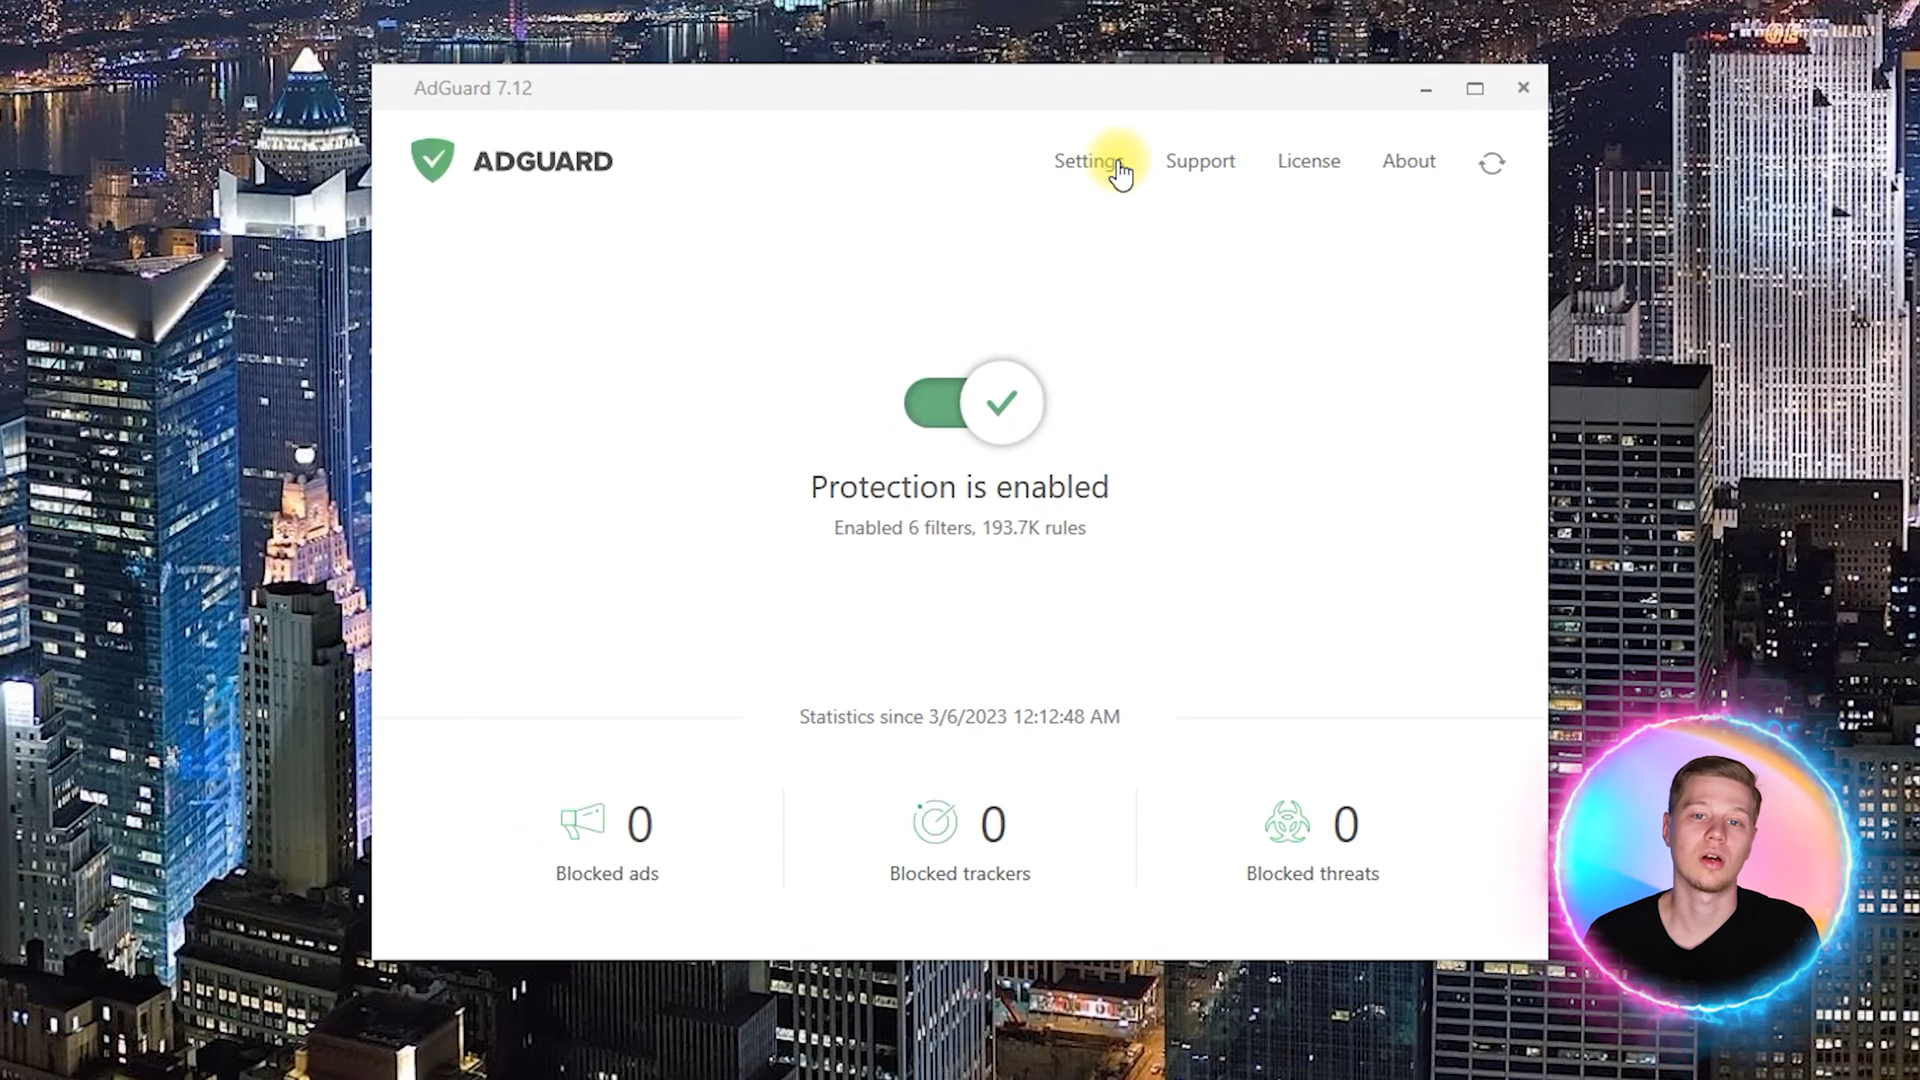 AdGuard 7.12
ADGUARD
Settings Support License About
Protection is enabled
Enabled 6 filters, 193.7K rules
Statistics since 3/6/2023 12:12:48 AM
0 0 0
Blocked ads Blocked trackers Blocked threats
GE